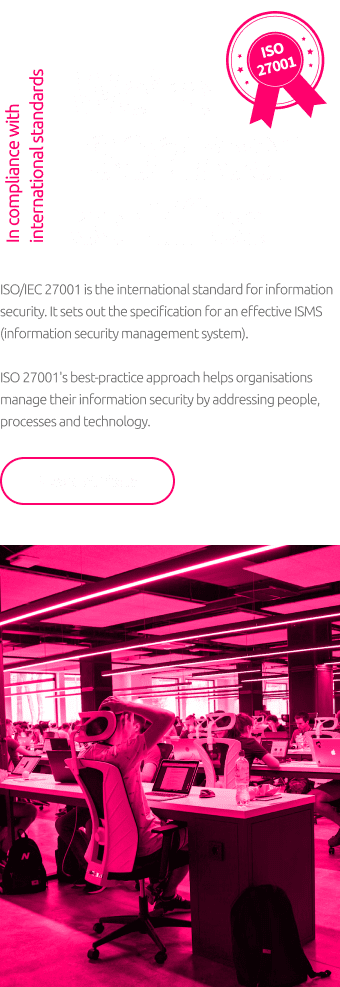 ISO
27001
In compliance with
international standards
ISO/IEC 27001 is the international standard for information
security. It sets out the specification for an effective ISMS
(information security management system).
ISO 27001's best-practice approach helps organisations
manage their information security by addressing people,
processes and technology.